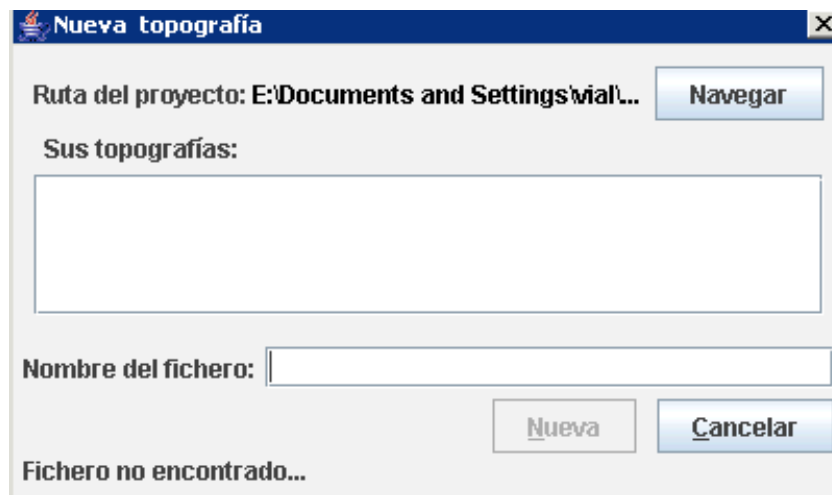 Nueva topografía
Ruta del proyecto: E:\Documents and Settings\vial\... Navegar
Sus topografías:
Nombre del fichero:
Nueva Cancelar
Fichero no encontrado...